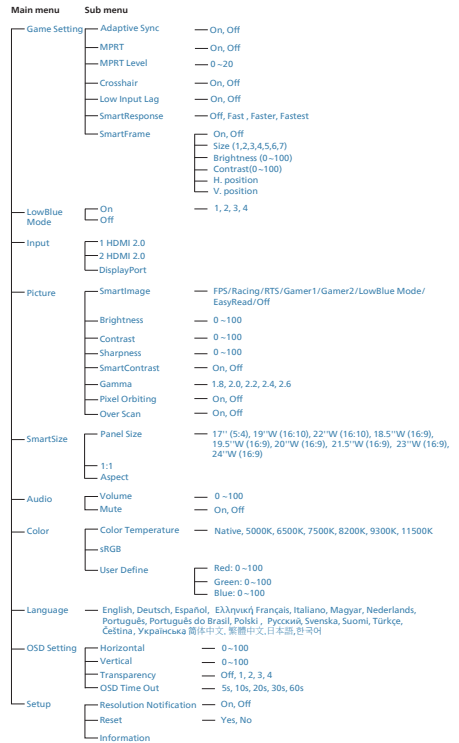 Main menu Sub menu
Game Setting Adaptive Sync On, Off
MPRT On, Off
MPRT Level 0 ~20
Crosshair On, Off
Low Input Lag On, Off
SmartResponse Off, Fast , Faster, Fastest
SmartFrame On, Off
Size (1,2,3,4,5,6,7)
Brightness (0~100)
Contrast(0~100)
H. position
V. position
LowBlue Mode On 1, 2, 3, 4
Off
Input 1 HDMI 2.0
2 HDMI 2.0
DisplayPort
Picture SmartImage FPS/Racing/RTS/Gamer1/Gamer2/LowBlue Mode/
EasyRead/Off
Brightness 0 ~100
Contrast 0 ~100
Sharpness 0 ~100
SmartContrast On, Off
Gamma 1.8, 2.0, 2.2, 2.4, 2.6
Pixel Orbiting On, Off
Over Scan On, Off
SmartSize Panel Size 17'' (5:4), 19''W (16:10), 22''W (16:10), 18.5''W (16:9),
19.5''W (16:9), 20''W (16:9), 21.5''W (16:9), 23''W (16:9),
24''W (16:9)
1:1
Aspect
Audio Volume 0 ~100
Mute On, Off
Color Color Temperature Native, 5000K, 6500K, 7500K, 8200K, 9300K, 11500K
sRGB
User Define Red: 0~100
Green: 0~100
Blue: 0~100
Language English, Deutsch, Español, Ελληνική Français, Italiano, Magyar, Nederlands,
Português, Português do Brasil, Polski , Русский, Svenska, Suomi, Türkçe,
Čeština, Українська 简体中文, 繁體中文,日本語,한국어
OSD Setting Horizontal 0~100
Vertical 0~100
Transparency Off, 1, 2, 3, 4
OSD Time Out 5s, 10s, 20s, 30s, 60s
Setup Resolution Notification On, Off
Reset Yes, No
Information